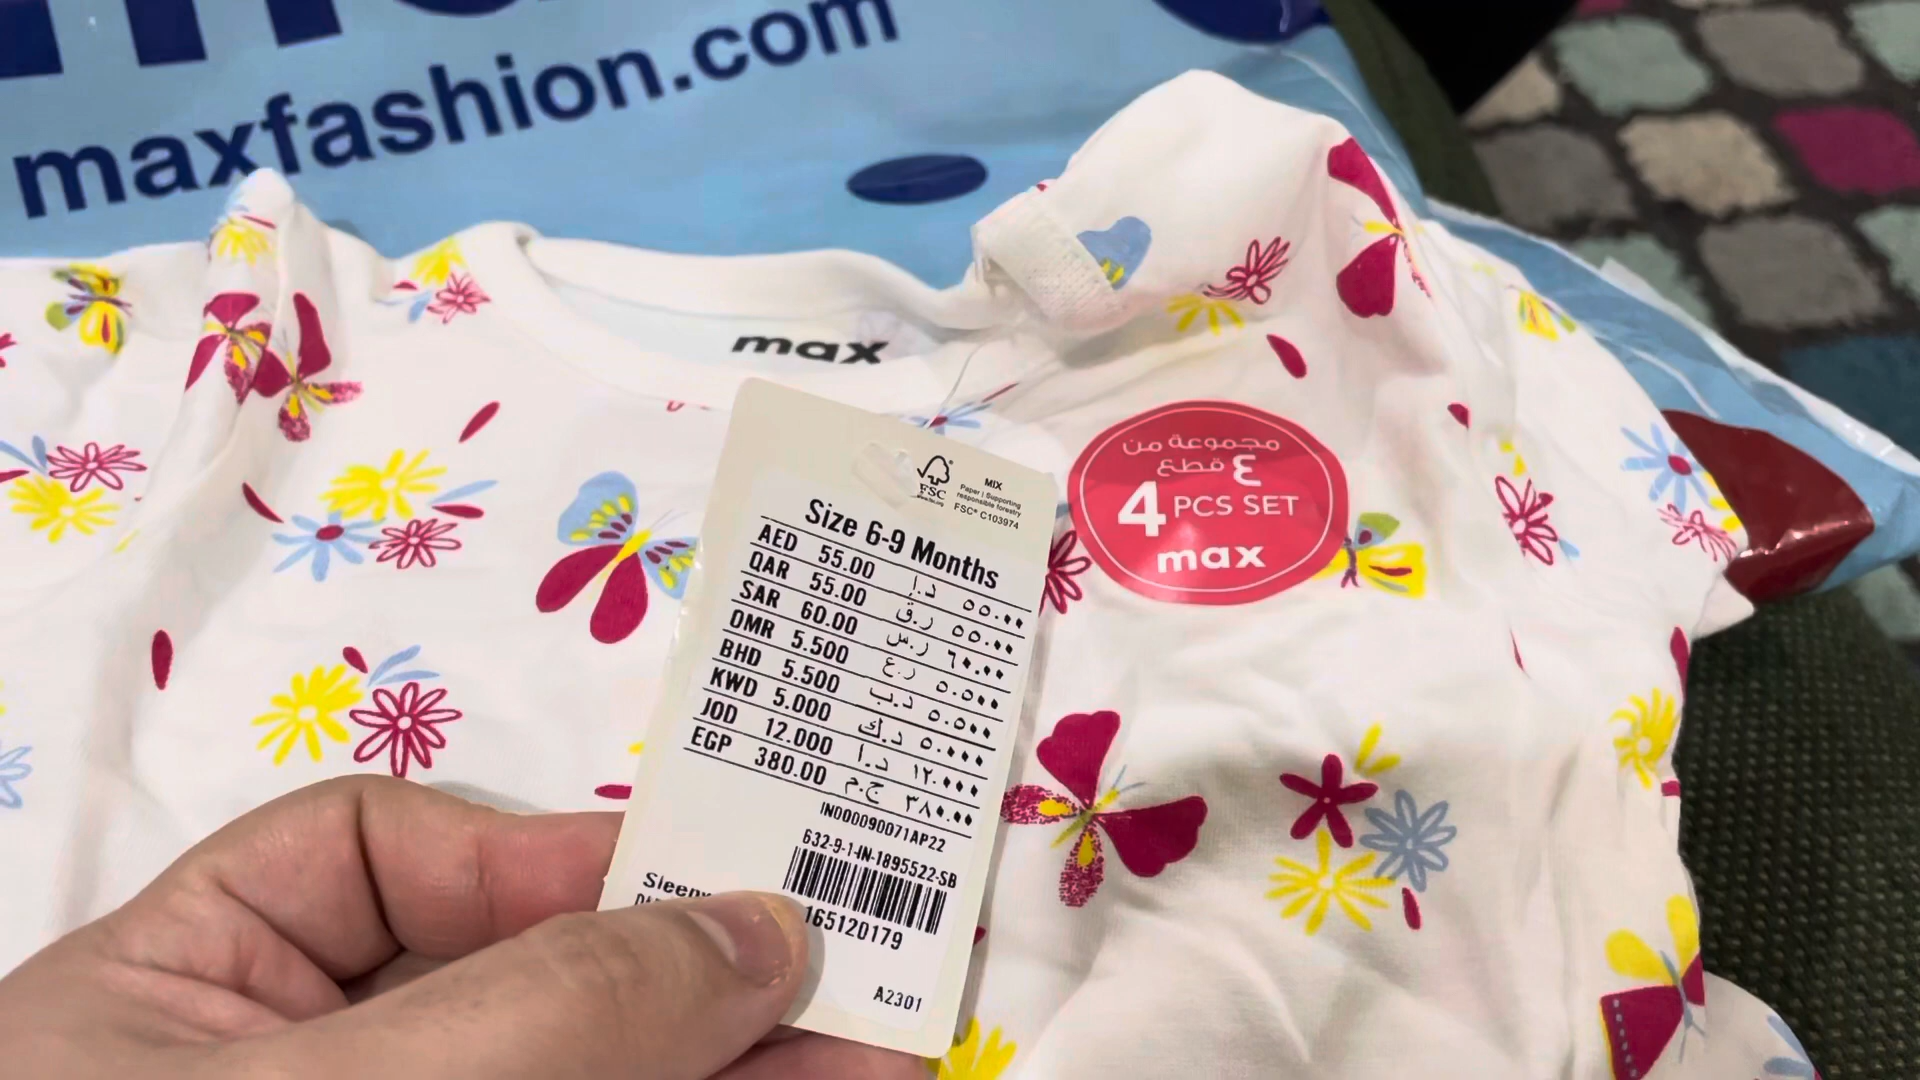 maxfashion.com
max
مجموعة من
٤ قطع
4 PCS SET
max
FSC
MIX
Paper | Supporting
responsible forestry
FSC® C103974
Size 6-9 Months
AED 55.00 د.إ ٥٥.٠٠
QAR 55.00 ر.ق ٥٥.٠٠
SAR 60.00 ر.س ٦٠.٠٠
OMR 5.500 ر.ع ٥.٥٠٠
BHD 5.500 د.ب ٥.٥٠٠
KWD 5.000 د.ك ٥.٠٠٠
JOD 12.000 د.ا ١٢.٠٠٠
EGP 380.00 ج.م ٣٨٠.٠٠
IN000090071AP22
632-9-1-IN-1895522-SB
165120179
A2301